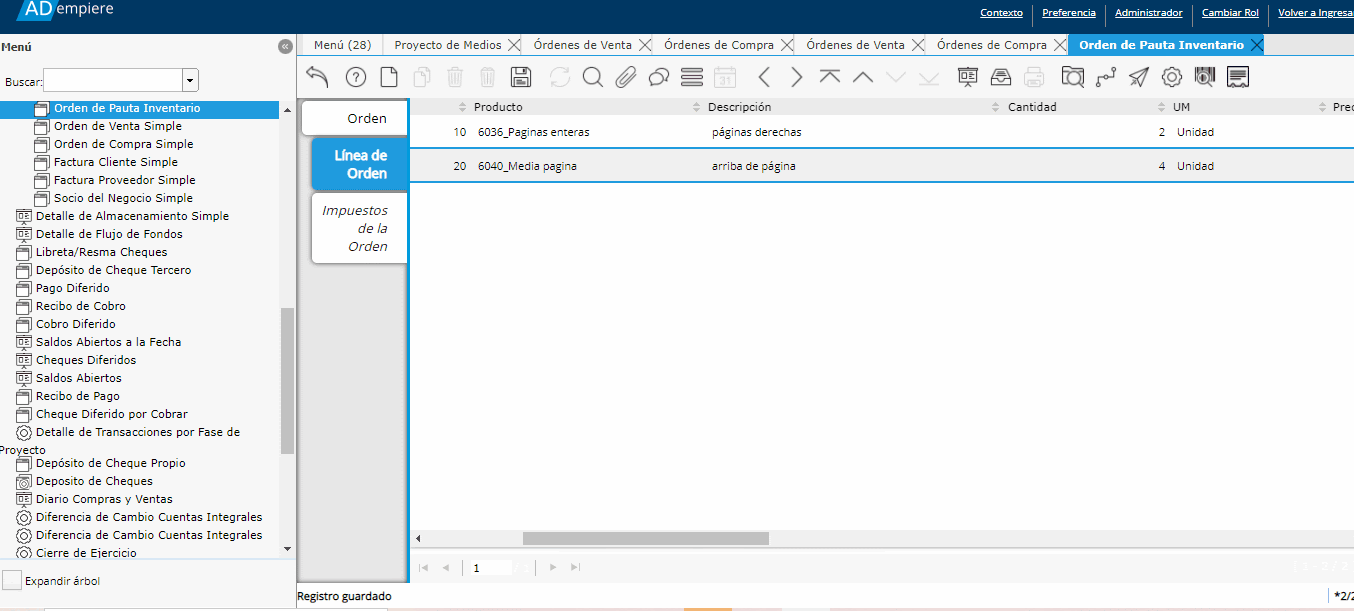 ADempiere
Contexto Preferencia Administrador Cambiar Rol Volver a Ingresa
Menú
Menú (28) Proyecto de Medios Órdenes de Venta Órdenes de Compra Órdenes de Venta Órdenes de Compra Orden de Pauta Inventario
Buscar:
31
Orden de Pauta Inventario
Orden de Venta Simple
Orden de Compra Simple
Factura Cliente Simple
Factura Proveedor Simple
Socio del Negocio Simple
Detalle de Almacenamiento Simple
Detalle de Flujo de Fondos
Libreta/Resma Cheques
Depósito de Cheque Tercero
Pago Diferido
Recibo de Cobro
Cobro Diferido
Saldos Abiertos a la Fecha
Cheques Diferidos
Saldos Abiertos
Recibo de Pago
Cheque Diferido por Cobrar
Detalle de Transacciones por Fase de
Proyecto
Depósito de Cheque Propio
Deposito de Cheques
Diario Compras y Ventas
Diferencia de Cambio Cuentas Integrales
Diferencia de Cambio Cuentas Integrales
Cierre de Ejercicio
Expandir árbol
Orden
Línea de
Orden
Impuestos
de la
Orden
Producto Descripción Cantidad UM Prec
10 6036_Paginas enteras páginas derechas 2 Unidad
20 6040_Media pagina arriba de página 4 Unidad
1
Registro guardado
*2/2